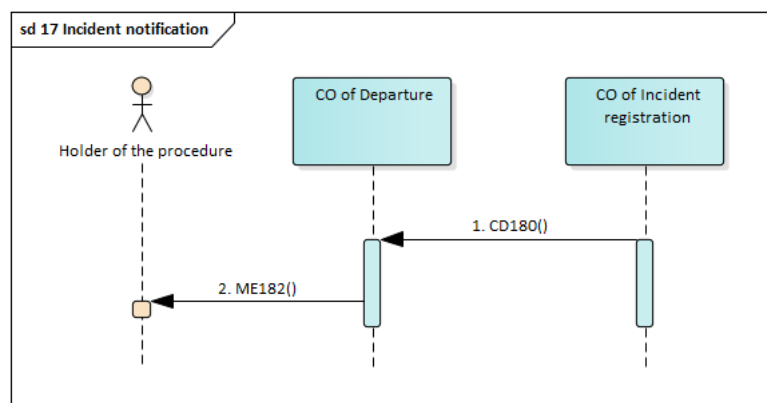 sd 17 Incident notification
CO of Departure
CO of Incident
registration
Holder of the procedure
1. CD180()
2. ME182()